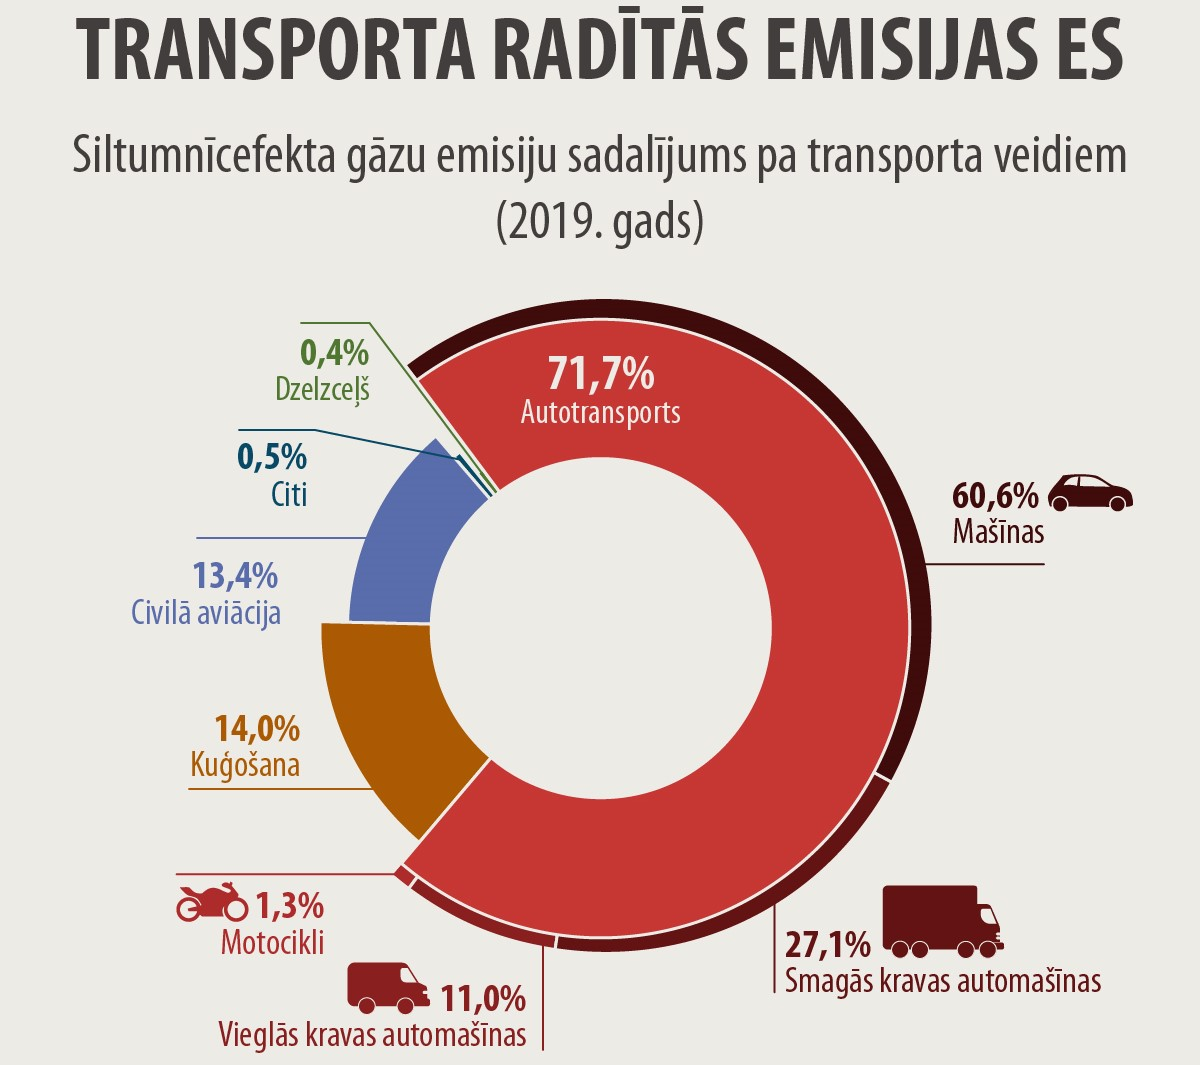 TRANSPORTA RADĪTĀS EMISIJAS ES
Siltumnīcefekta gāzu emisiju sadalījums pa transporta veidiem
(2019. gads)
0,4%
Dzelzceļš
71,7%
Autotransports
0,5%
Citi
60,6%
Mašīnas
13,4%
Civilā aviācija
14,0%
Kuģošana
1,3%
Motocikli
27,1%
Smagās kravas automašīnas
11,0%
Vieglās kravas automašīnas